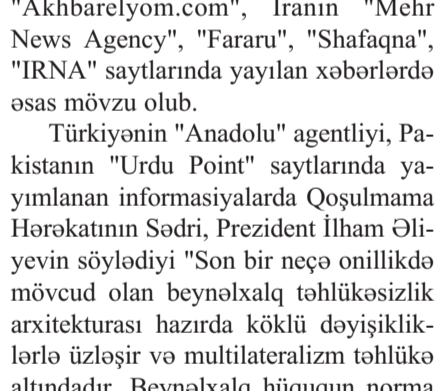 "Akhbarelyom.com", İranın "Mehr
News Agency", "Fararu", "Shafaqna",
"IRNA" saytlarında yayılan xəbərlərdə
əsas mövzu olub.
Türkiyənin "Anadolu" agentliyi, Pa-
kistanın "Urdu Point" saytlarında ya-
yımlanan informasiyalarda Qoşulmama
Hərəkatının Sədri, Prezident İlham Əli-
yevin söylədiyi "Son bir neçə onillikdə
mövcud olan beynəlxalq təhlükəsizlik
arxitekturası hazırda köklü dəyişiklik-
lərlə üzləşir və multilateralizm təhlükə
altındadır. Beynəlxalq hüququn norma